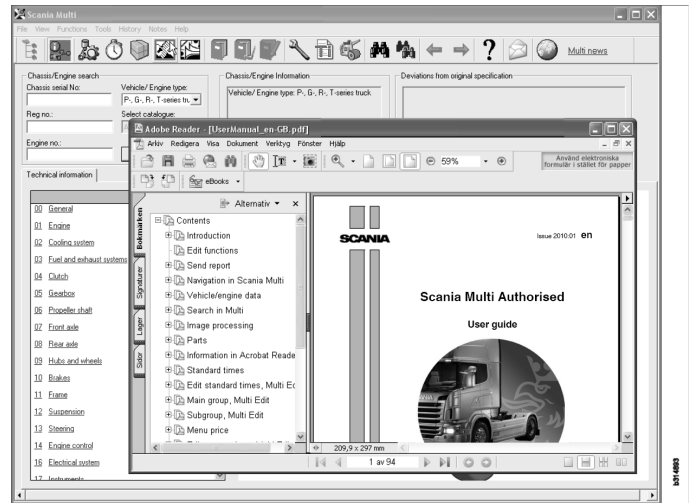 Scania Multi
File View Functions Tools History Notes Help
Multi news
Chassis/Engine search
Chassis serial No:
Vehicle/ Engine type:
P-, G-, R-, T-series tru
Reg no.:
Select catalogue:
Engine no.:
Chassis/Engine Information
Vehicle/ Engine type: P-, G-, R-, T-series truck
Deviations from original specification
Technical information
00 General
01 Engine
02 Cooling system
03 Fuel and exhaust systems
04 Clutch
05 Gearbox
06 Propeller shaft
07 Front axle
08 Rear axle
09 Hubs and wheels
10 Brakes
11 Frame
12 Suspension
13 Steering
14 Engine control
16 Electrical system
17 Instruments
Adobe Reader - [UserManual_en-GB.pdf]
Arkiv Redigera Visa Dokument Verktyg Fönster Hjälp
59%
Använd elektroniska
formulär i stället för papper
eBooks
Bokmärken
Signaturer
Lager
Sidor
Alternativ
Contents
Introduction
Edit functions
Send report
Navigation in Scania Multi
Vehicle/engine data
Search in Multi
Image processing
Parts
Information in Acrobat Reade
Standard times
Edit standard times, Multi Ec
Main group, Multi Edit
Subgroup, Multi Edit
Menu price
SCANIA
Issue 2010:01 en
Scania Multi Authorised
User guide
209,9 x 297 mm
1 av 94
b314893